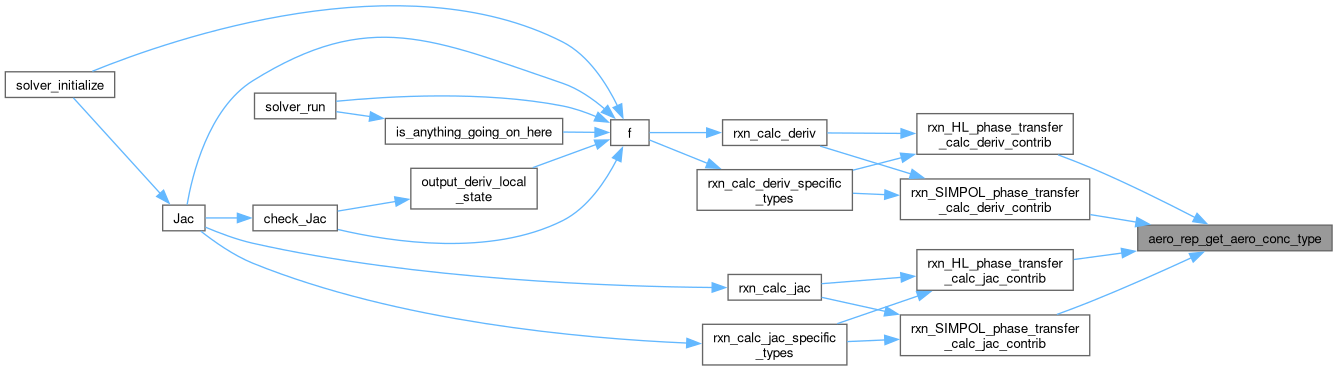 solver_initialize
solver_run
is_anything_going_on_here
output_deriv_local
_state
Jac
check_Jac
f
rxn_calc_deriv
rxn_calc_deriv_specific
_types
rxn_calc_jac
rxn_calc_jac_specific
_types
rxn_HL_phase_transfer
_calc_deriv_contrib
rxn_SIMPOL_phase_transfer
_calc_deriv_contrib
rxn_HL_phase_transfer
_calc_jac_contrib
rxn_SIMPOL_phase_transfer
_calc_jac_contrib
aero_rep_get_aero_conc_type